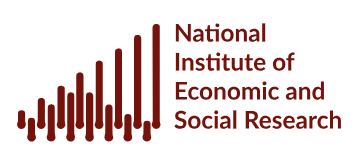 National
Institute of
Economic and
Social Research